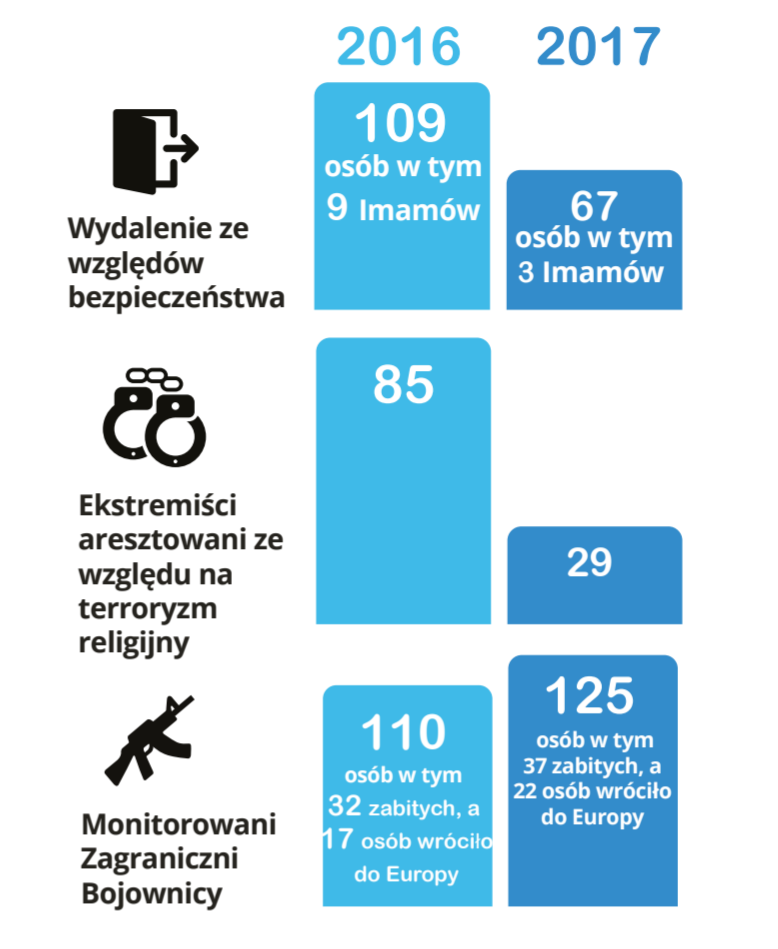 2016 2017
109
osób w tym
9 Imamów
67
osób w tym
3 Imamów
Wydalenie ze
względów
bezpieczeństwa
85
29
Ekstremiści
aresztowani ze
względu na
terroryzm
religijny
110
osób w tym
32 zabitych, a
17 osób wróciło
do Europy
125
osób w tym
37 zabitych, a
22 osób wróciło
do Europy
Monitorowani
Zagraniczni
Bojownicy